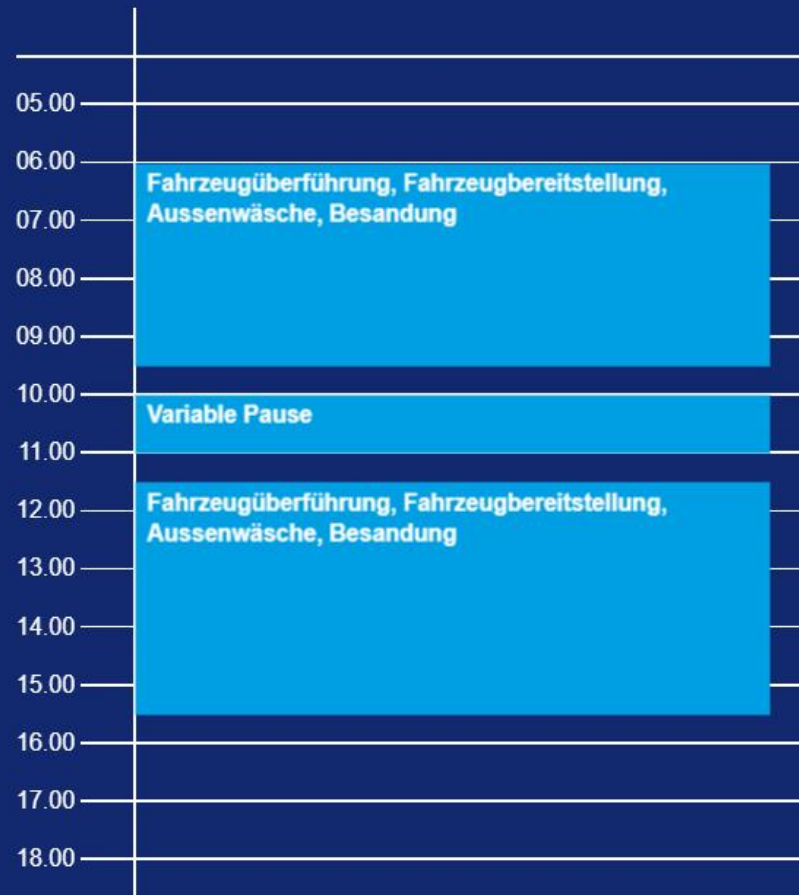 05.00
06.00
Fahrzeugüberführung, Fahrzeugbereitstellung,
Aussenwäsche, Besandung
07.00
08.00
09.00
10.00
Variable Pause
11.00
12.00
Fahrzeugüberführung, Fahrzeugbereitstellung,
Aussenwäsche, Besandung
13.00
14.00
15.00
16.00
17.00
18.00